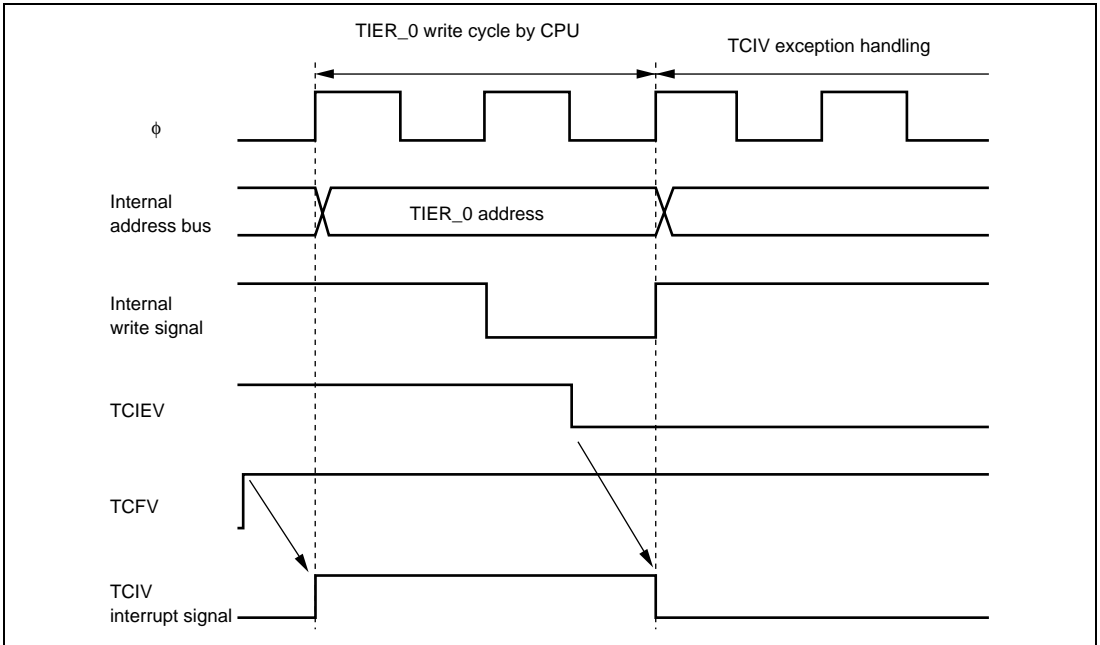 TIER_0 write cycle by CPU
TCIV exception handling
ϕ
Internal
address bus
TIER_0 address
Internal
write signal
TCIEV
TCFV
TCIV
interrupt signal